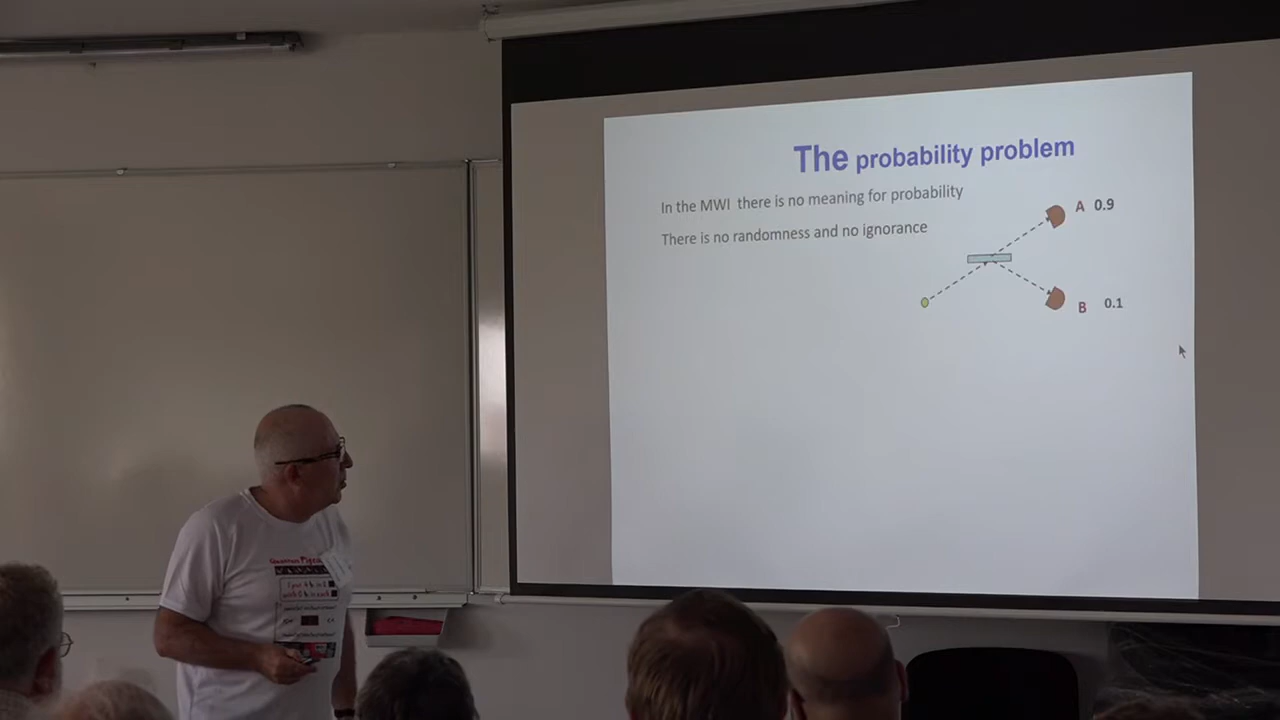 The probability problem
In the MWI there is no meaning for probability
There is no randomness and no ignorance
A 0.9
B 0.1